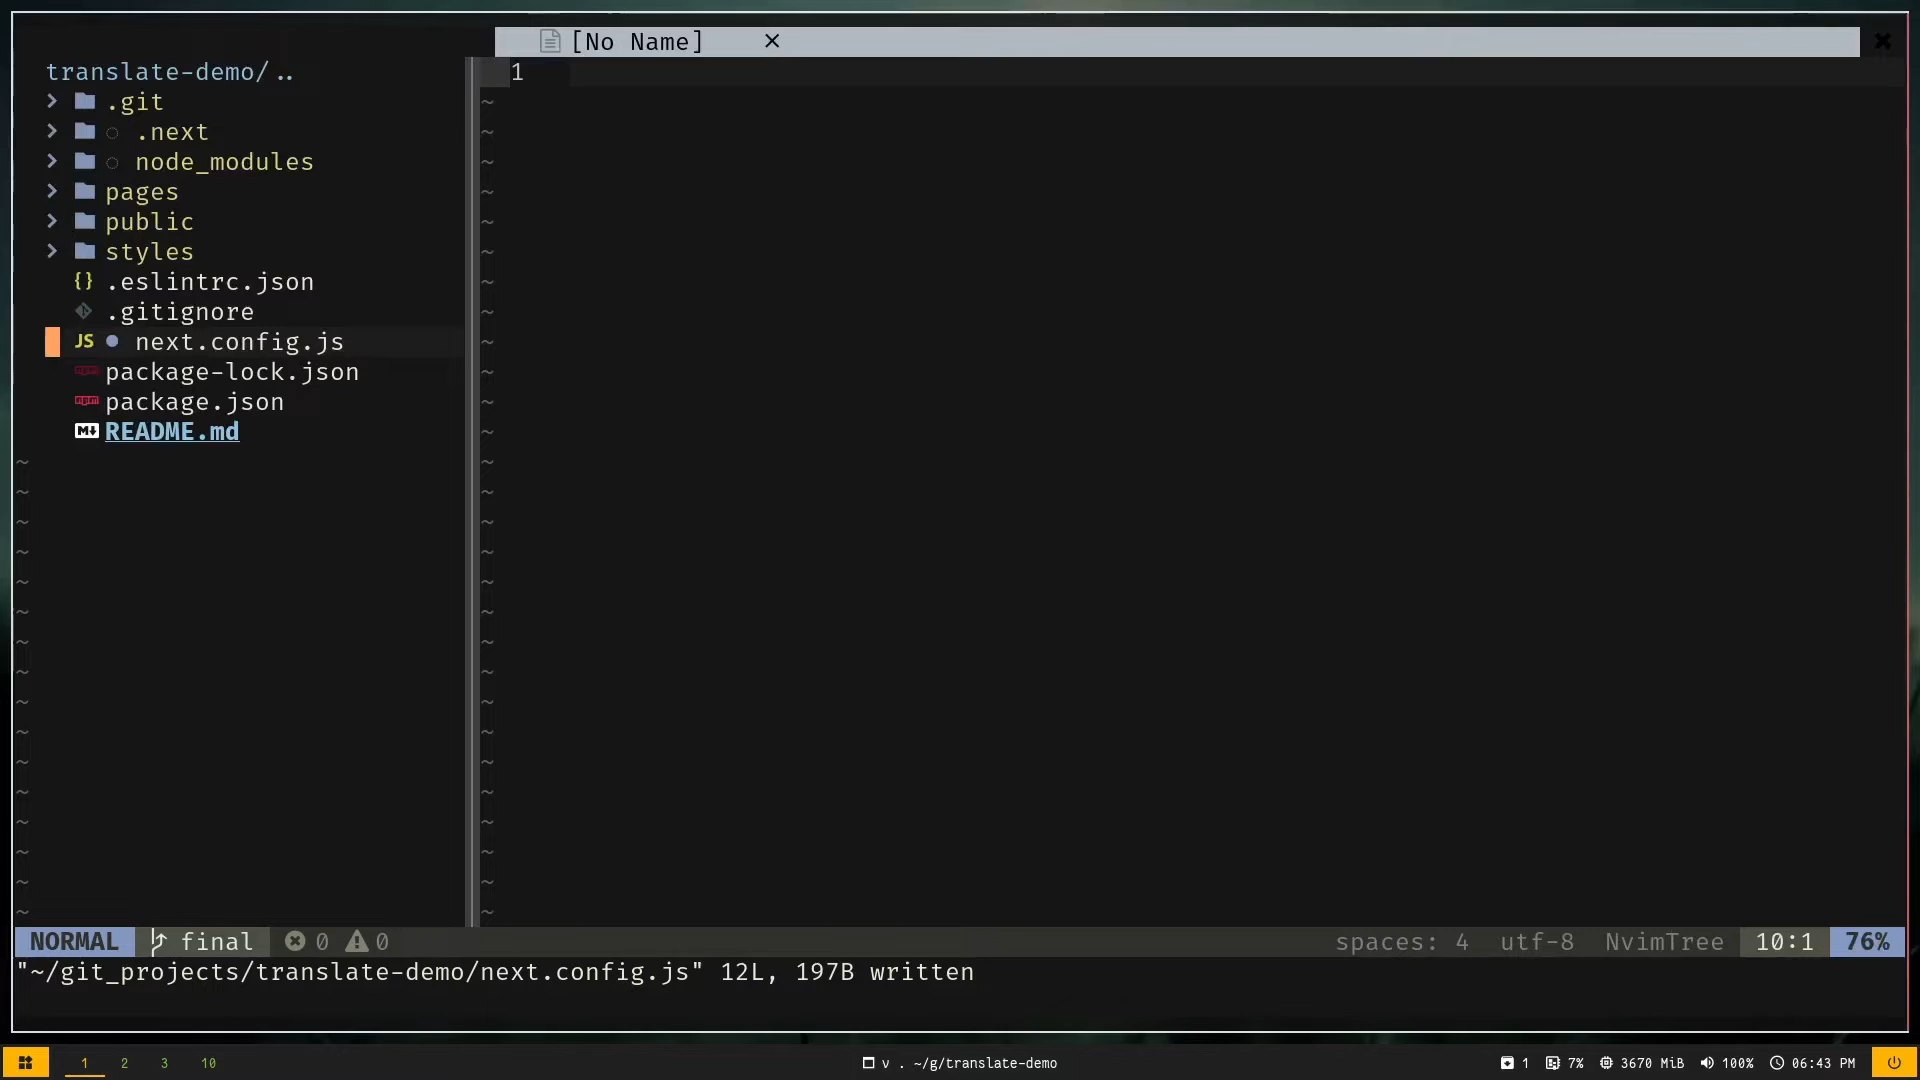 [No Name] ×
translate-demo/..
.git
.next
node_modules
pages
public
styles
{} .eslintrc.json
.gitignore
JS next.config.js
npm package-lock.json
npm package.json
M↓ README.md
1
NORMAL final 0 0 spaces: 4 utf-8 NvimTree 10:1 76%
"~/git_projects/translate-demo/next.config.js" 12L, 197B written
1 2 3 10 v . ~/g/translate-demo 1 7% 3670 MiB 100% 06:43 PM